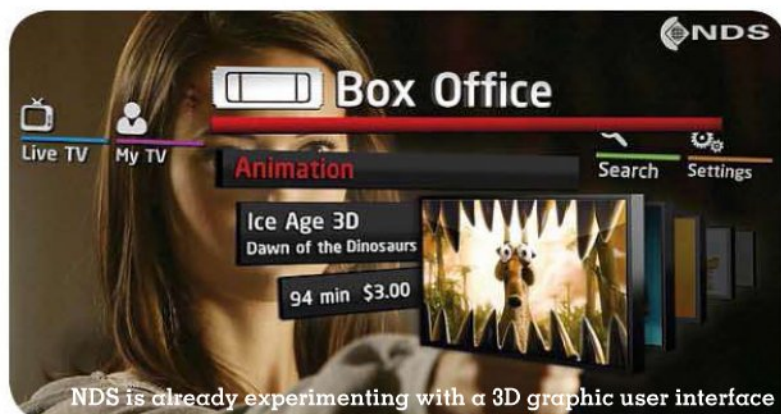 NDS
Box Office
Live TV
My TV
Search
Settings
Animation
Ice Age 3D
Dawn of the Dinosaurs
94 min $3.00
NDS is already experimenting with a 3D graphic user interface